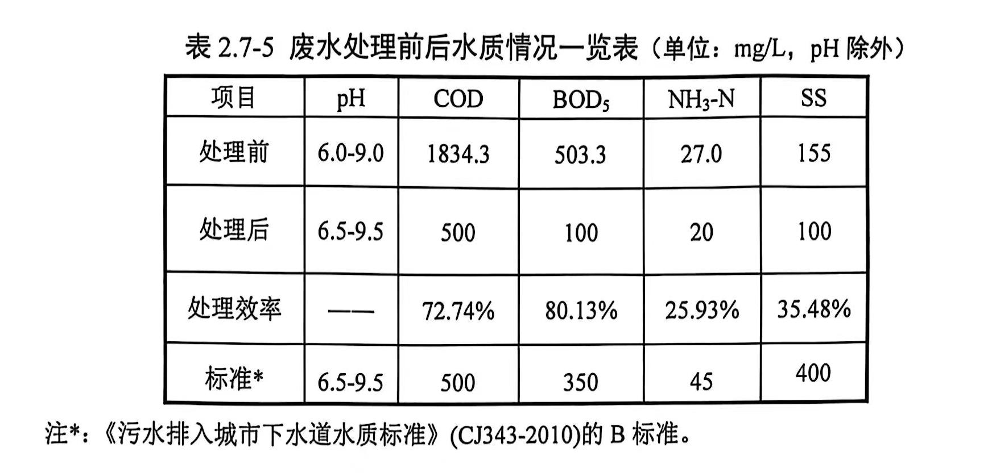 表 2.7-5 废水处理前后水质情况一览表（单位：mg/L，pH 除外）
项目 pH COD BOD₅ NH₃-N SS
处理前 6.0-9.0 1834.3 503.3 27.0 155
处理后 6.5-9.5 500 100 20 100
处理效率 —— 72.74% 80.13% 25.93% 35.48%
标准* 6.5-9.5 500 350 45 400
注*：《污水排入城市下水道水质标准》(CJ343-2010)的 B 标准。